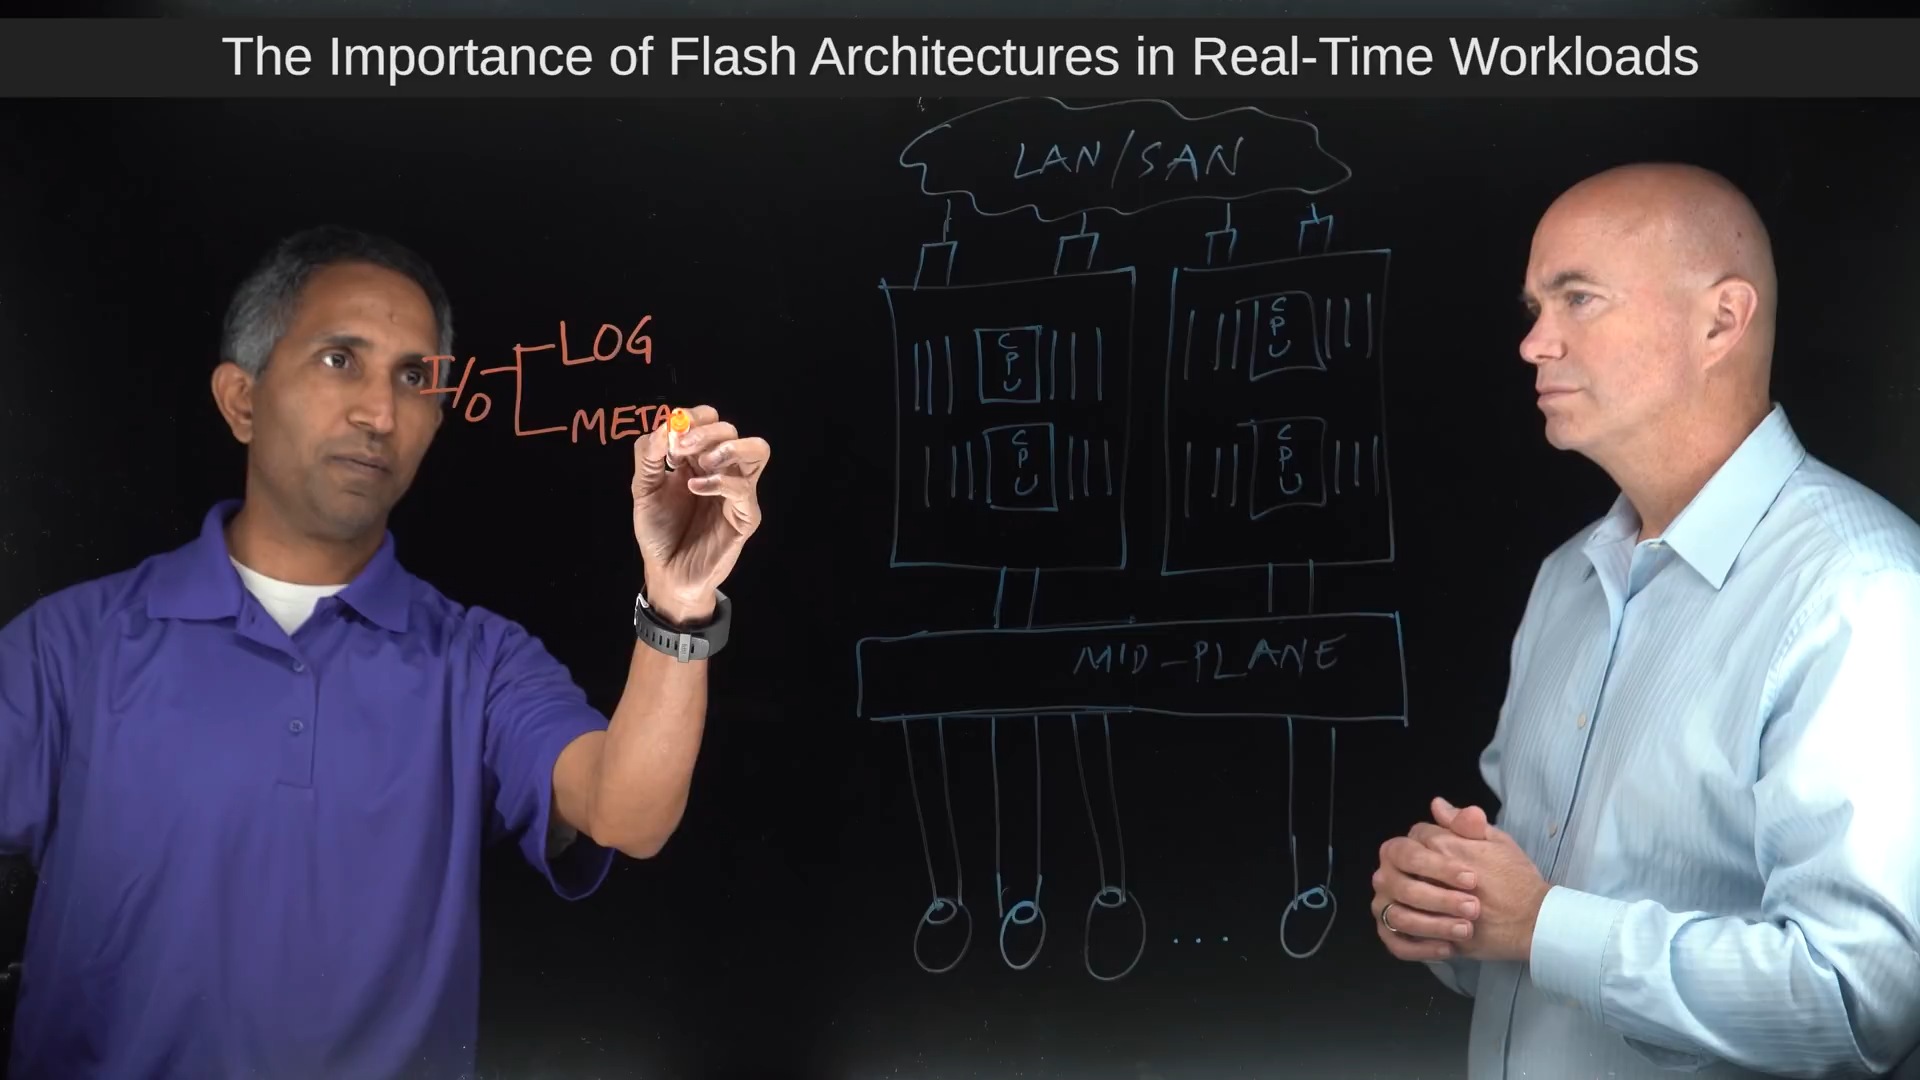 The Importance of Flash Architectures in Real-Time Workloads
LAN/SAN
I/O
LOG
META
CPU
CPU
CPU
CPU
MID-PLANE
...